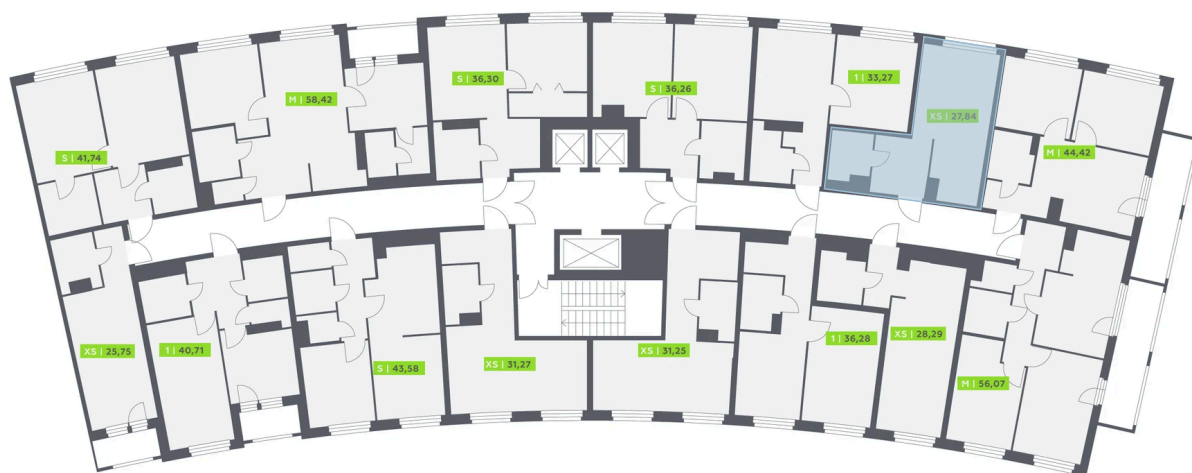 S | 41,74
M | 58,42
S | 36,30
S | 36,26
1 | 33,27
XS | 27,84
M | 44,42
XS | 25,75
1 | 40,71
S | 43,58
XS | 31,27
XS | 31,25
1 | 36,28
XS | 28,29
M | 56,07